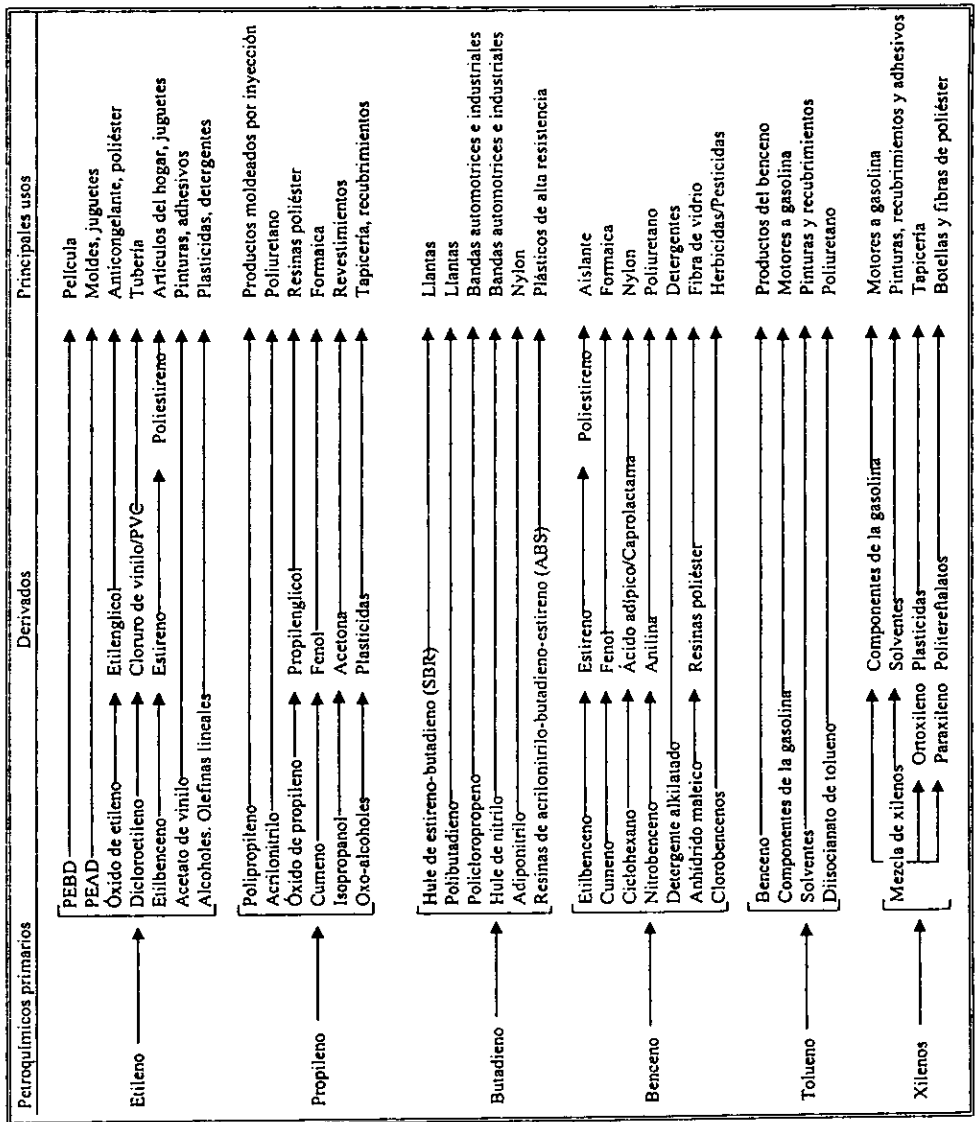 Petroquímicos primarios Derivados Principales usos
Etileno
PEBD Película
PEAD Moldes, juguetes
Óxido de etileno Etilenglicol Anticongelante, poliéster
Dicloroetileno Cloruro de vinilo/PVC Tubería
Etilbenceno Estireno Poliestireno Artículos del hogar, juguetes
Acetato de vinilo Pinturas, adhesivos
Alcoholes. Olefinas lineales Plasticidas, detergentes
Propileno
Polipropileno Productos moldeados por inyección
Acrilonitrilo Poliuretano
Óxido de propileno Propilenglicol Resinas poliéster
Cumeno Fenol Formaica
Isopropanol Acetona Revestimientos
Oxo-alcoholes Plasticidas Tapicería, recubrimientos
Butadieno
Hule de estireno-butadieno (SBR) Llantas
Polibutadieno Llantas
Policloropropeno Bandas automotrices e industriales
Hule de nitrilo Bandas automotrices e industriales
Adiponitrilo Nylon
Resinas de acrilonitrilo-butadieno-estireno (ABS) Plásticos de alta resistencia
Benceno
Etilbenceno Estireno Poliestireno Aislante
Cumeno Fenol Formaica
Ciclohexano Ácido adípico/Caprolactama Nylon
Nitrobenceno Anilina Poliuretano
Detergente alkilatado Detergentes
Anhidrido maleico Resinas poliéster Fibra de vidrio
Clorobencenos Herbicidas/Pesticidas
Tolueno
Benceno Productos del benceno
Componentes de la gasolina Motores a gasolina
Solventes Pinturas y recubrimientos
Diisocianato de tolueno Poliuretano
Xilenos
Mezcla de xilenos
Componentes de la gasolina Motores a gasolina
Solventes Pinturas, recubrimientos y adhesivos
Ortoxileno Plasticidas Tapicería
Paraxileno Poliereftalatos Botellas y fibras de poliéster